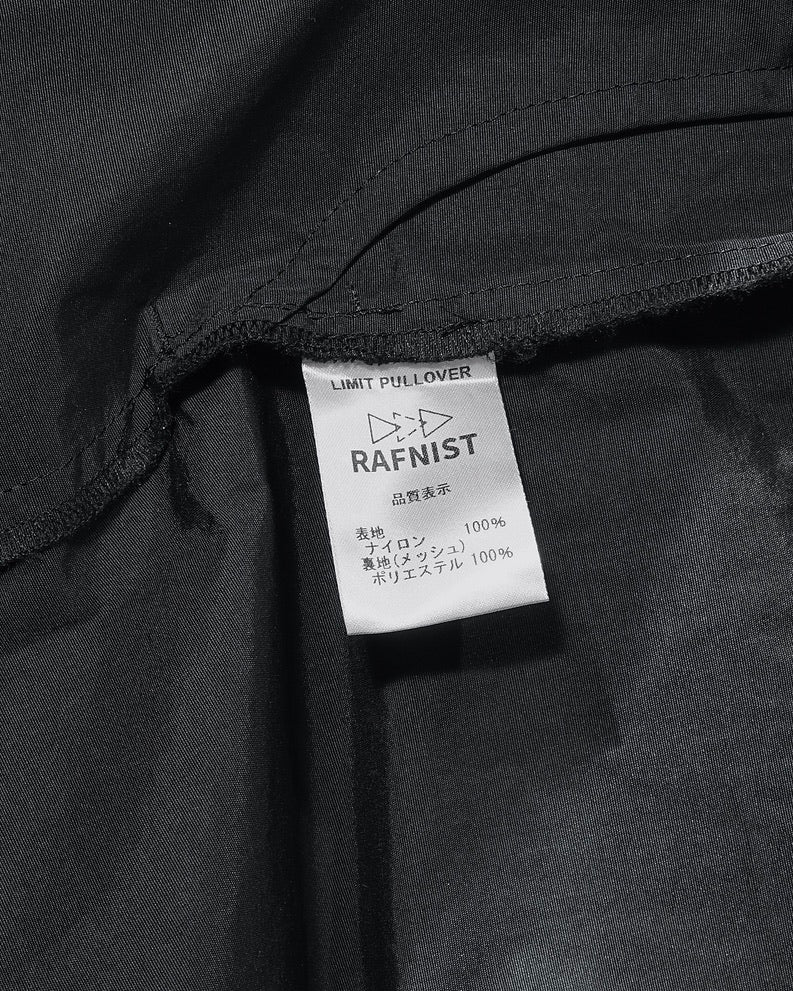 LIMIT PULLOVER
RAFNIST
品質表示
表地
ナイロン 100%
裏地(メッシュ)
ポリエステル 100%